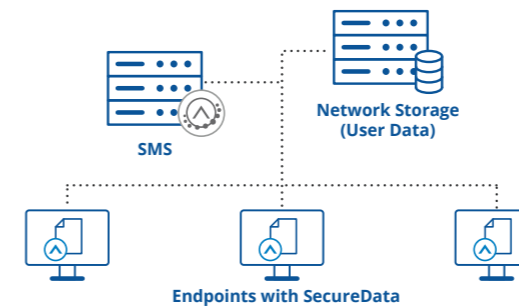 Network Storage
(User Data)
SMS
Endpoints with SecureData